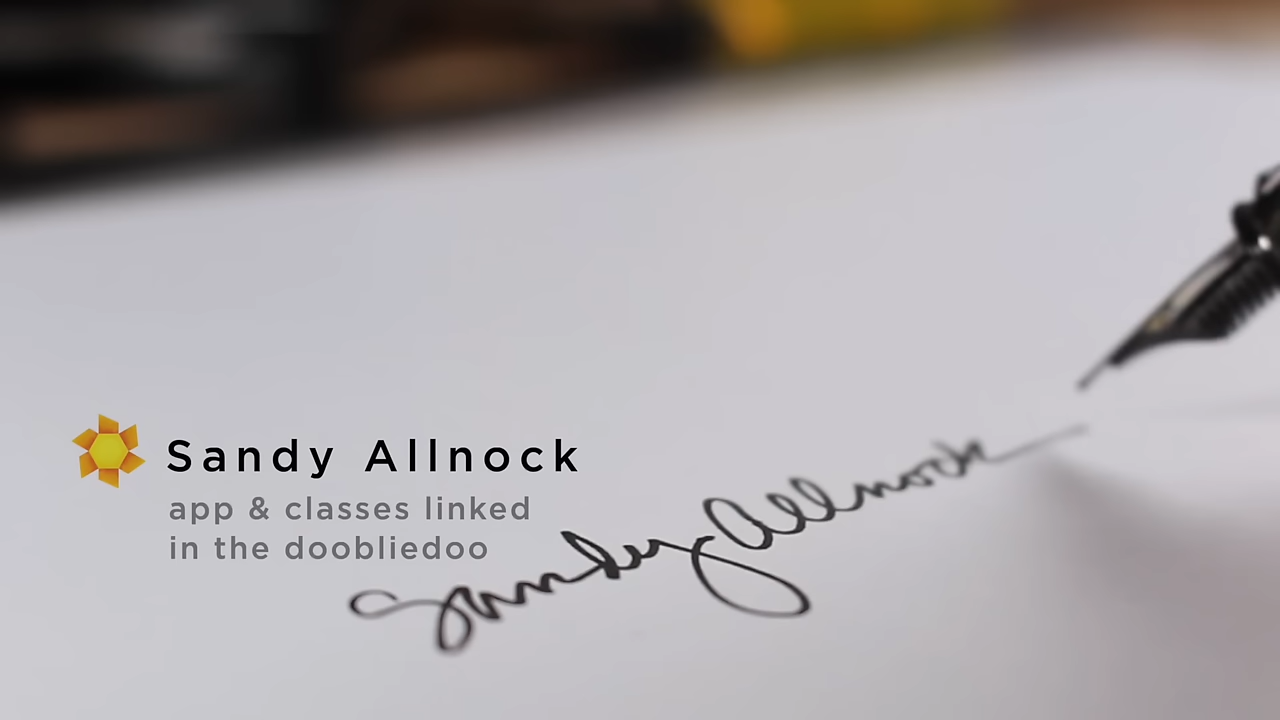 Sandy Allnock
app & classes linked
in the doobliedoo
Sandy Allnock